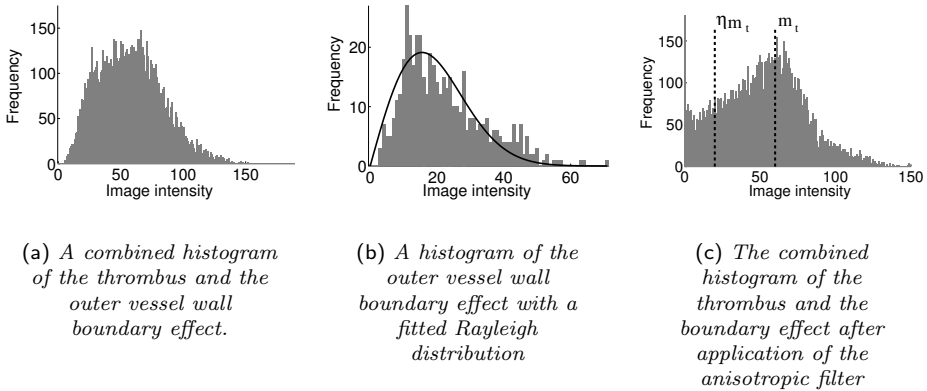 150
100
50
0
Frequency
0 50 100 150
Image intensity
20
10
0
Frequency
0 20 40 60
Image intensity
ηm t
m t
150
100
50
0
Frequency
0 50 100 150
Image intensity
(a) A combined histogram
of the thrombus and the
outer vessel wall
boundary effect.
(b) A histogram of the
outer vessel wall
boundary effect with a
fitted Rayleigh
distribution
(c) The combined
histogram of the
thrombus and the
boundary effect after
application of the
anisotropic filter